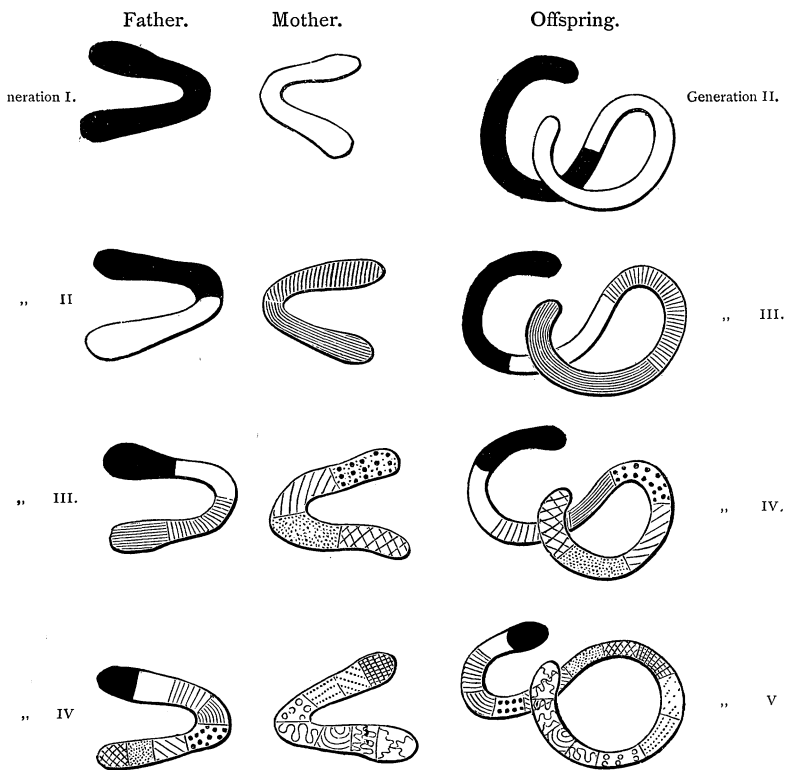 Father. Mother. Offspring.
neration I. Generation II.
„ II „ III.
„ III. „ IV.
„ IV „ V